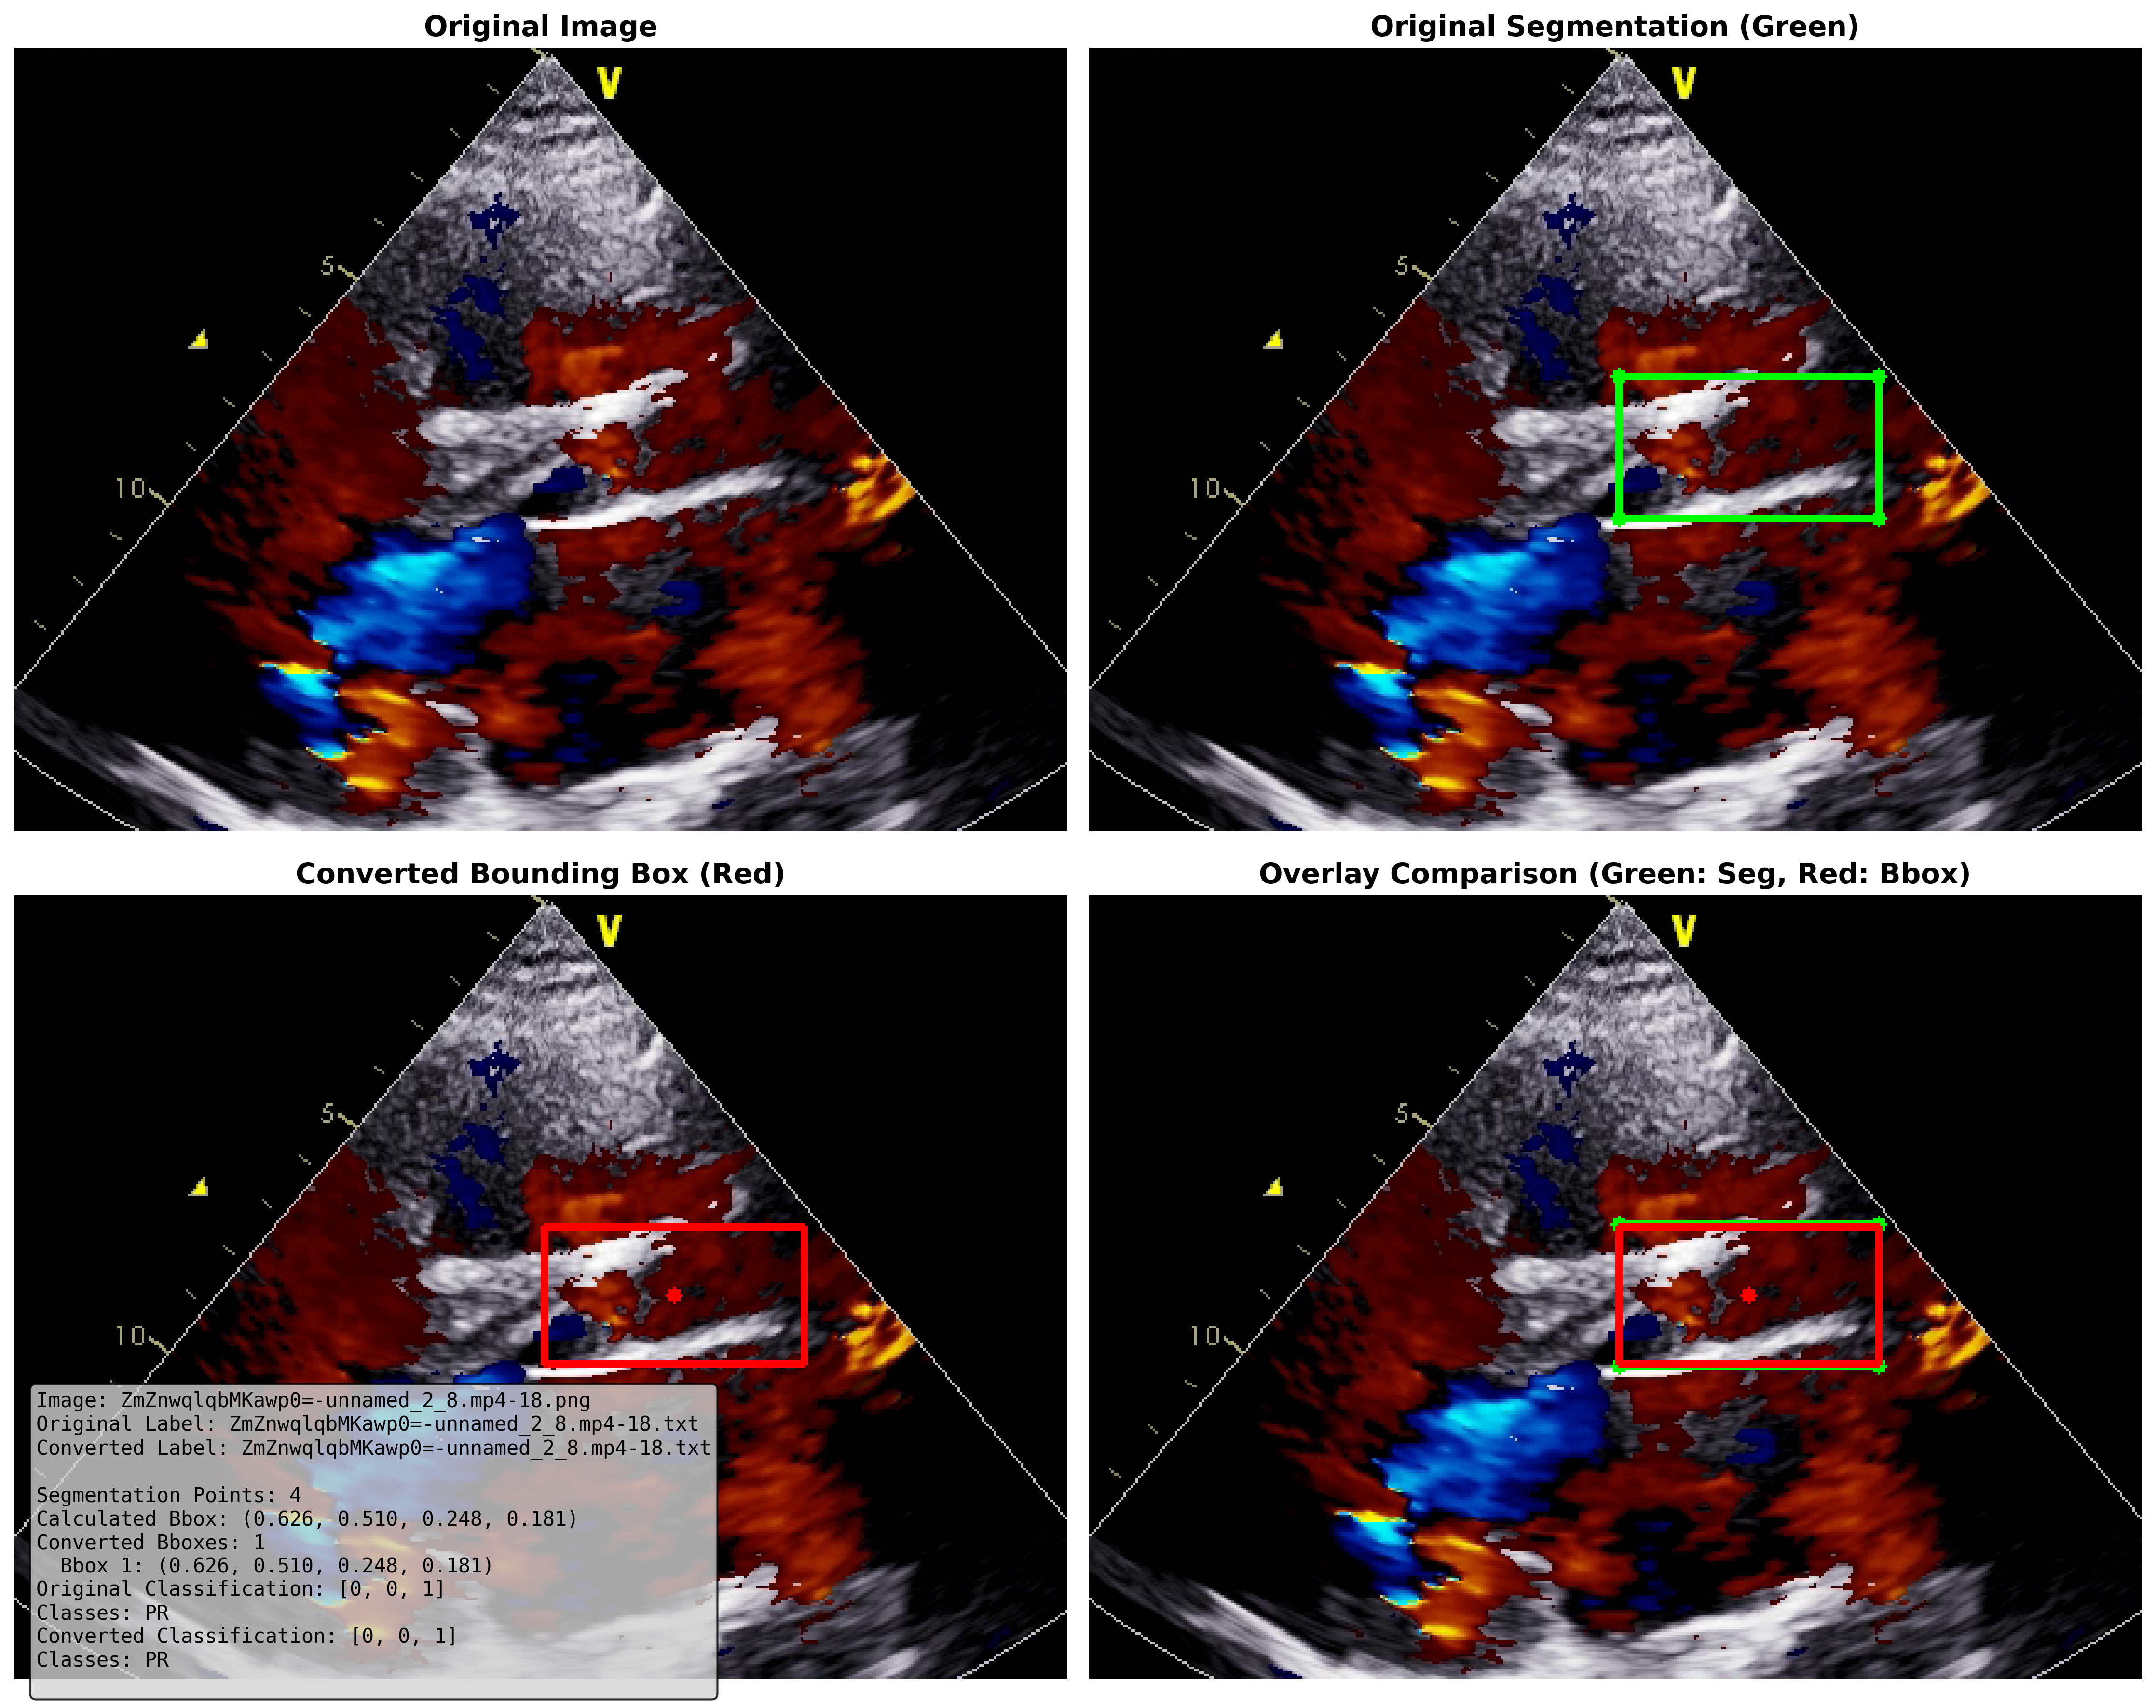 Original Image
V
5
10
Original Segmentation (Green)
V
5
10
Converted Bounding Box (Red)
V
5
10
Image: ZmZnwqlqbMKawp0=-unnamed_2_8.mp4-18.png
Original Label: ZmZnwqlqbMKawp0=-unnamed_2_8.mp4-18.txt
Converted Label: ZmZnwqlqbMKawp0=-unnamed_2_8.mp4-18.txt
Segmentation Points: 4
Calculated Bbox: (0.626, 0.510, 0.248, 0.181)
Converted Bboxes: 1
Bbox 1: (0.626, 0.510, 0.248, 0.181)
Original Classification: [0, 0, 1]
Classes: PR
Converted Classification: [0, 0, 1]
Classes: PR
Overlay Comparison (Green: Seg, Red: Bbox)
V
5
10